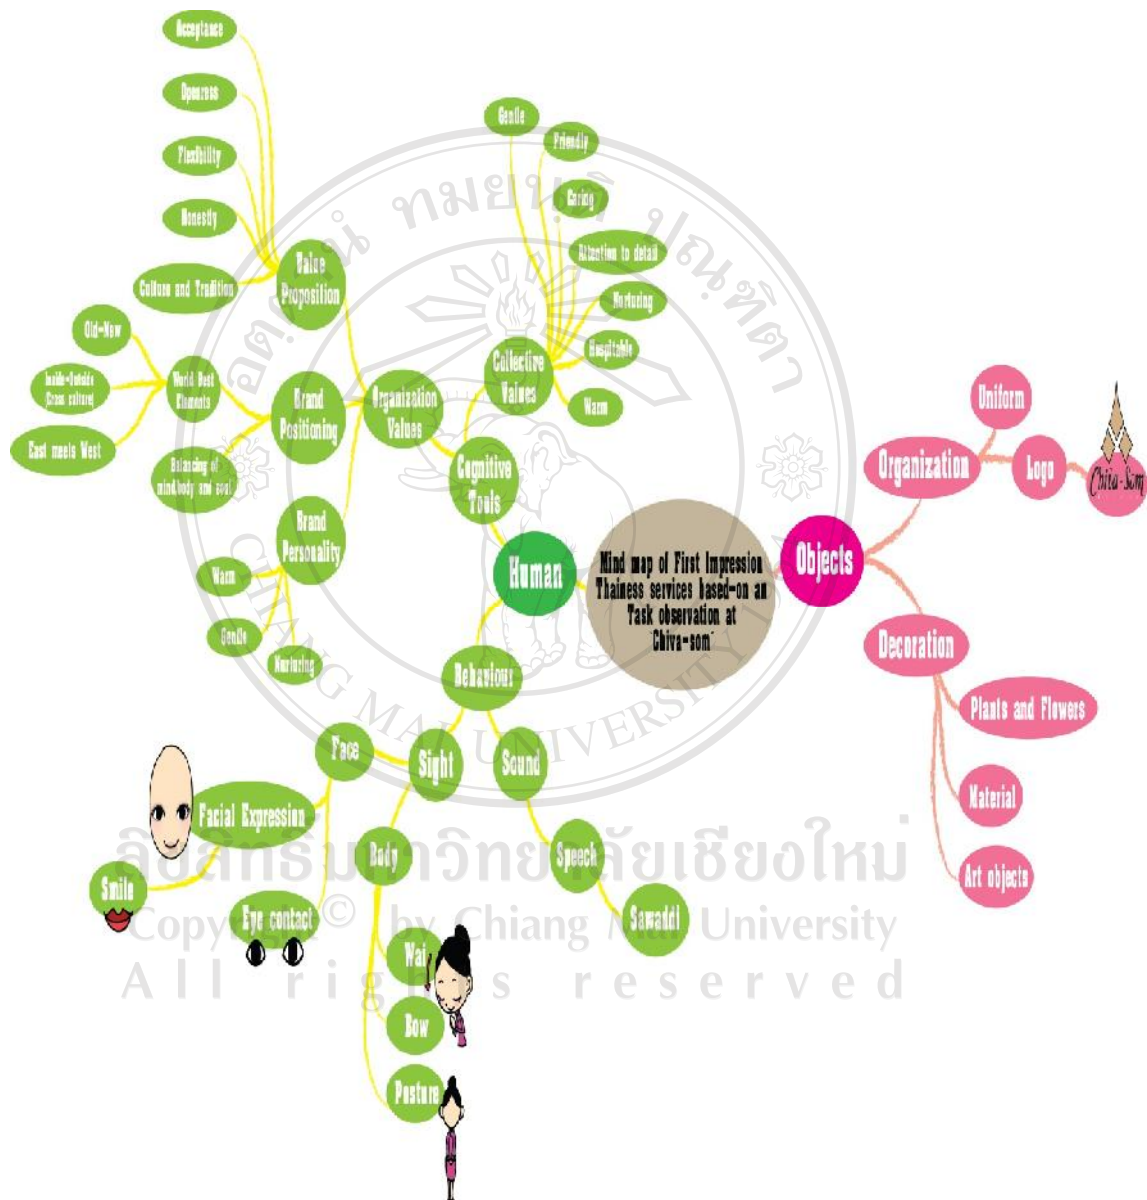 Acceptance
Openness
Flexibility
Honestly
Culture and Tradition
Value
Proposition
Old-New
Inside-Outside
(Cross culture)
East meets West
World Best
Elements
Balancing of
mind,body and soul
Brand
Positioning
Organization
Values
Brand
Personality
Warm
Gentle
Nurturing
Gentle
Friendly
Caring
Attention to detail
Nurturing
Hospitable
Warm
Collective
Values
Cognitive
Tools
Human
Mind map of First Impression
Thainess services based-on an
Task observation at
"Chiva-som"
Objects
Organization
Uniform
Logo
Chiva-Som
Decoration
Plants and Flowers
Material
Art objects
Behaviour
Sight
Sound
Face
Facial Expression
Smile
Eye contact
Body
Wai
Bow
Posture
Speech
Sawaddi
CHIANG MAI UNIVERSITY
ลิขสิทธิ์มหาวิทยาลัยเชียงใหม่
Copyright© by Chiang Mai University
All rights reserved